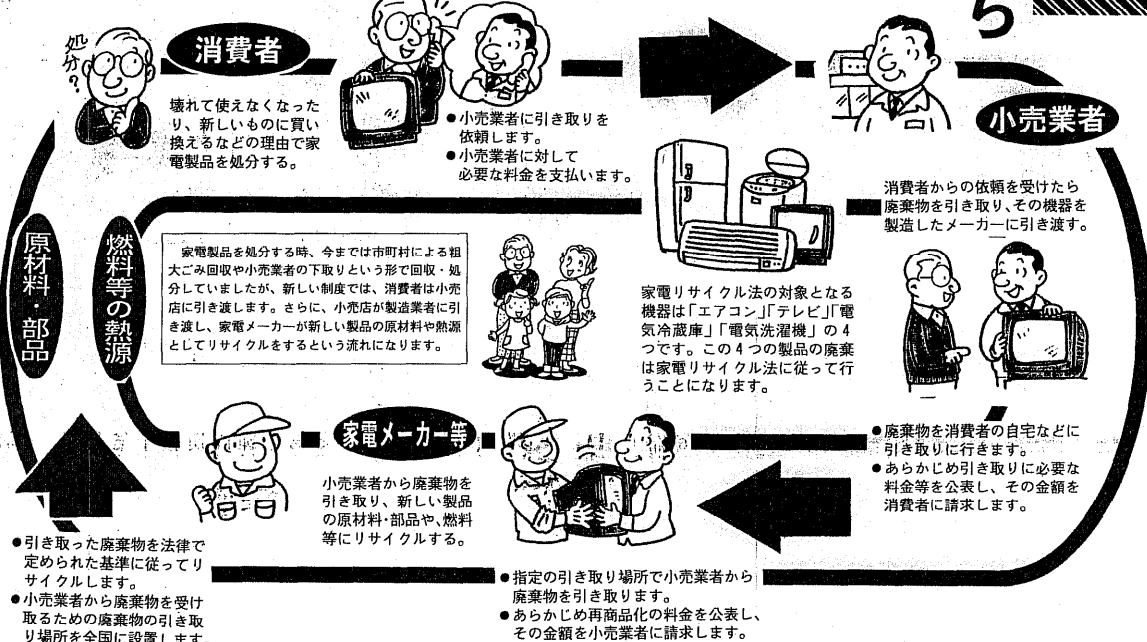 ち
処分?
消費者
壊れて使えなくなった
り、新しいものに買い
換えるなどの理由で家
電製品を処分する。
●小売業者に引き取りを
依頼します。
●小売業者に対して
必要な料金を支払います。
小売業者
消費者からの依頼を受けたら
廃棄物を引き取り、その機器を
製造したメーカーに引き渡す。
原材料・部品
燃料等の熱源
家電製品を処分する時、今までは市町村による粗
大ごみ回収や小売業者の下取りという形で回収・処
分していましたが、新しい制度では、消費者は小売
店に引き渡します。さらに、小売店が製造業者に引
き渡し、家電メーカーが新しい製品の原材料や熱源
としてリサイクルをするという流れになります。
家電リサイクル法の対象となる
機器は「エアコン」「テレビ」「電
気冷蔵庫」「電気洗濯機」の4
つです。この4つの製品の廃棄
は家電リサイクル法に従って行
うことになります。
●廃棄物を消費者の自宅などに
引き取りに行きます。
●あらかじめ引き取りに必要な
料金等を公表し、その金額を
消費者に請求します。
家電メーカー等
小売業者から廃棄物を
引き取り、新しい製品
の原材料・部品や、燃料
等にリサイクルする。
●指定の引き取り場所で小売業者から
廃棄物を引き取ります。
●あらかじめ再商品化の料金を公表し、
その金額を小売業者に請求します。
●引き取った廃棄物を法律で
定められた基準に従ってリ
サイクルします。
●小売業者から廃棄物を受け
取るための廃棄物の引き取
り場所を全国に設置します。